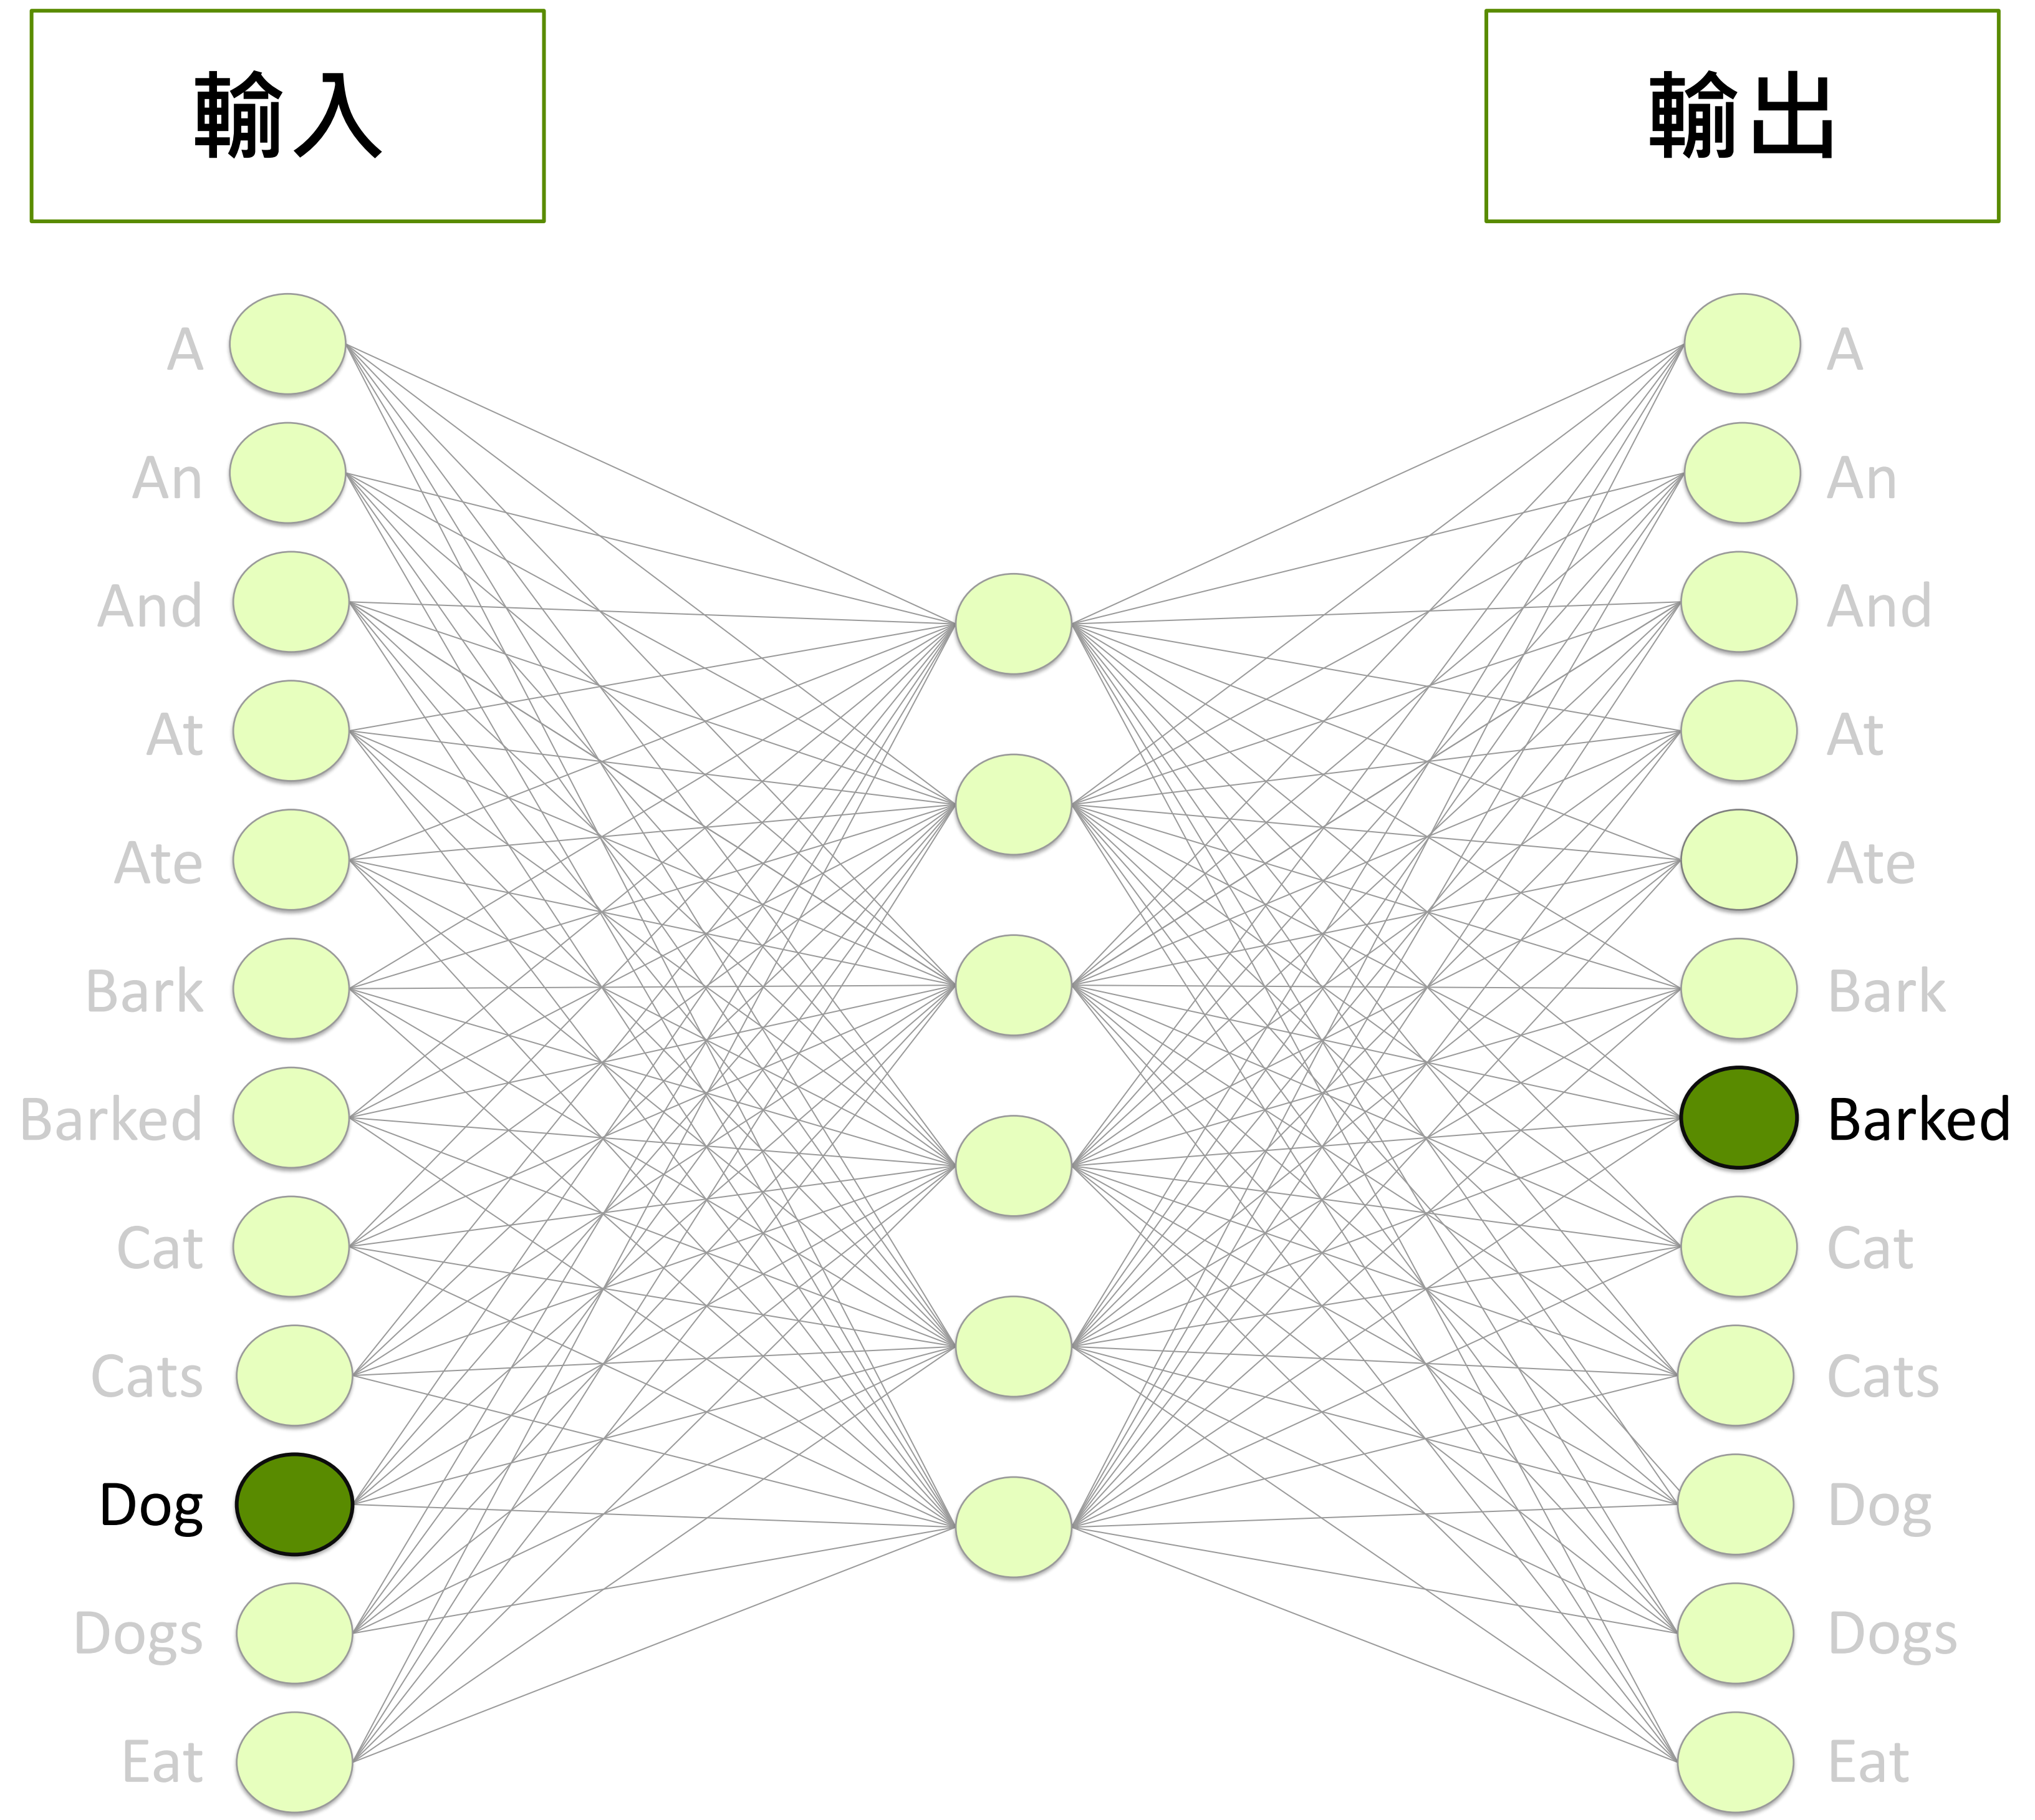 輸入
輸出
A
An
And
At
Ate
Bark
Barked
Cat
Cats
Dog
Dogs
Eat
A
An
And
At
Ate
Bark
Barked
Cat
Cats
Dog
Dogs
Eat